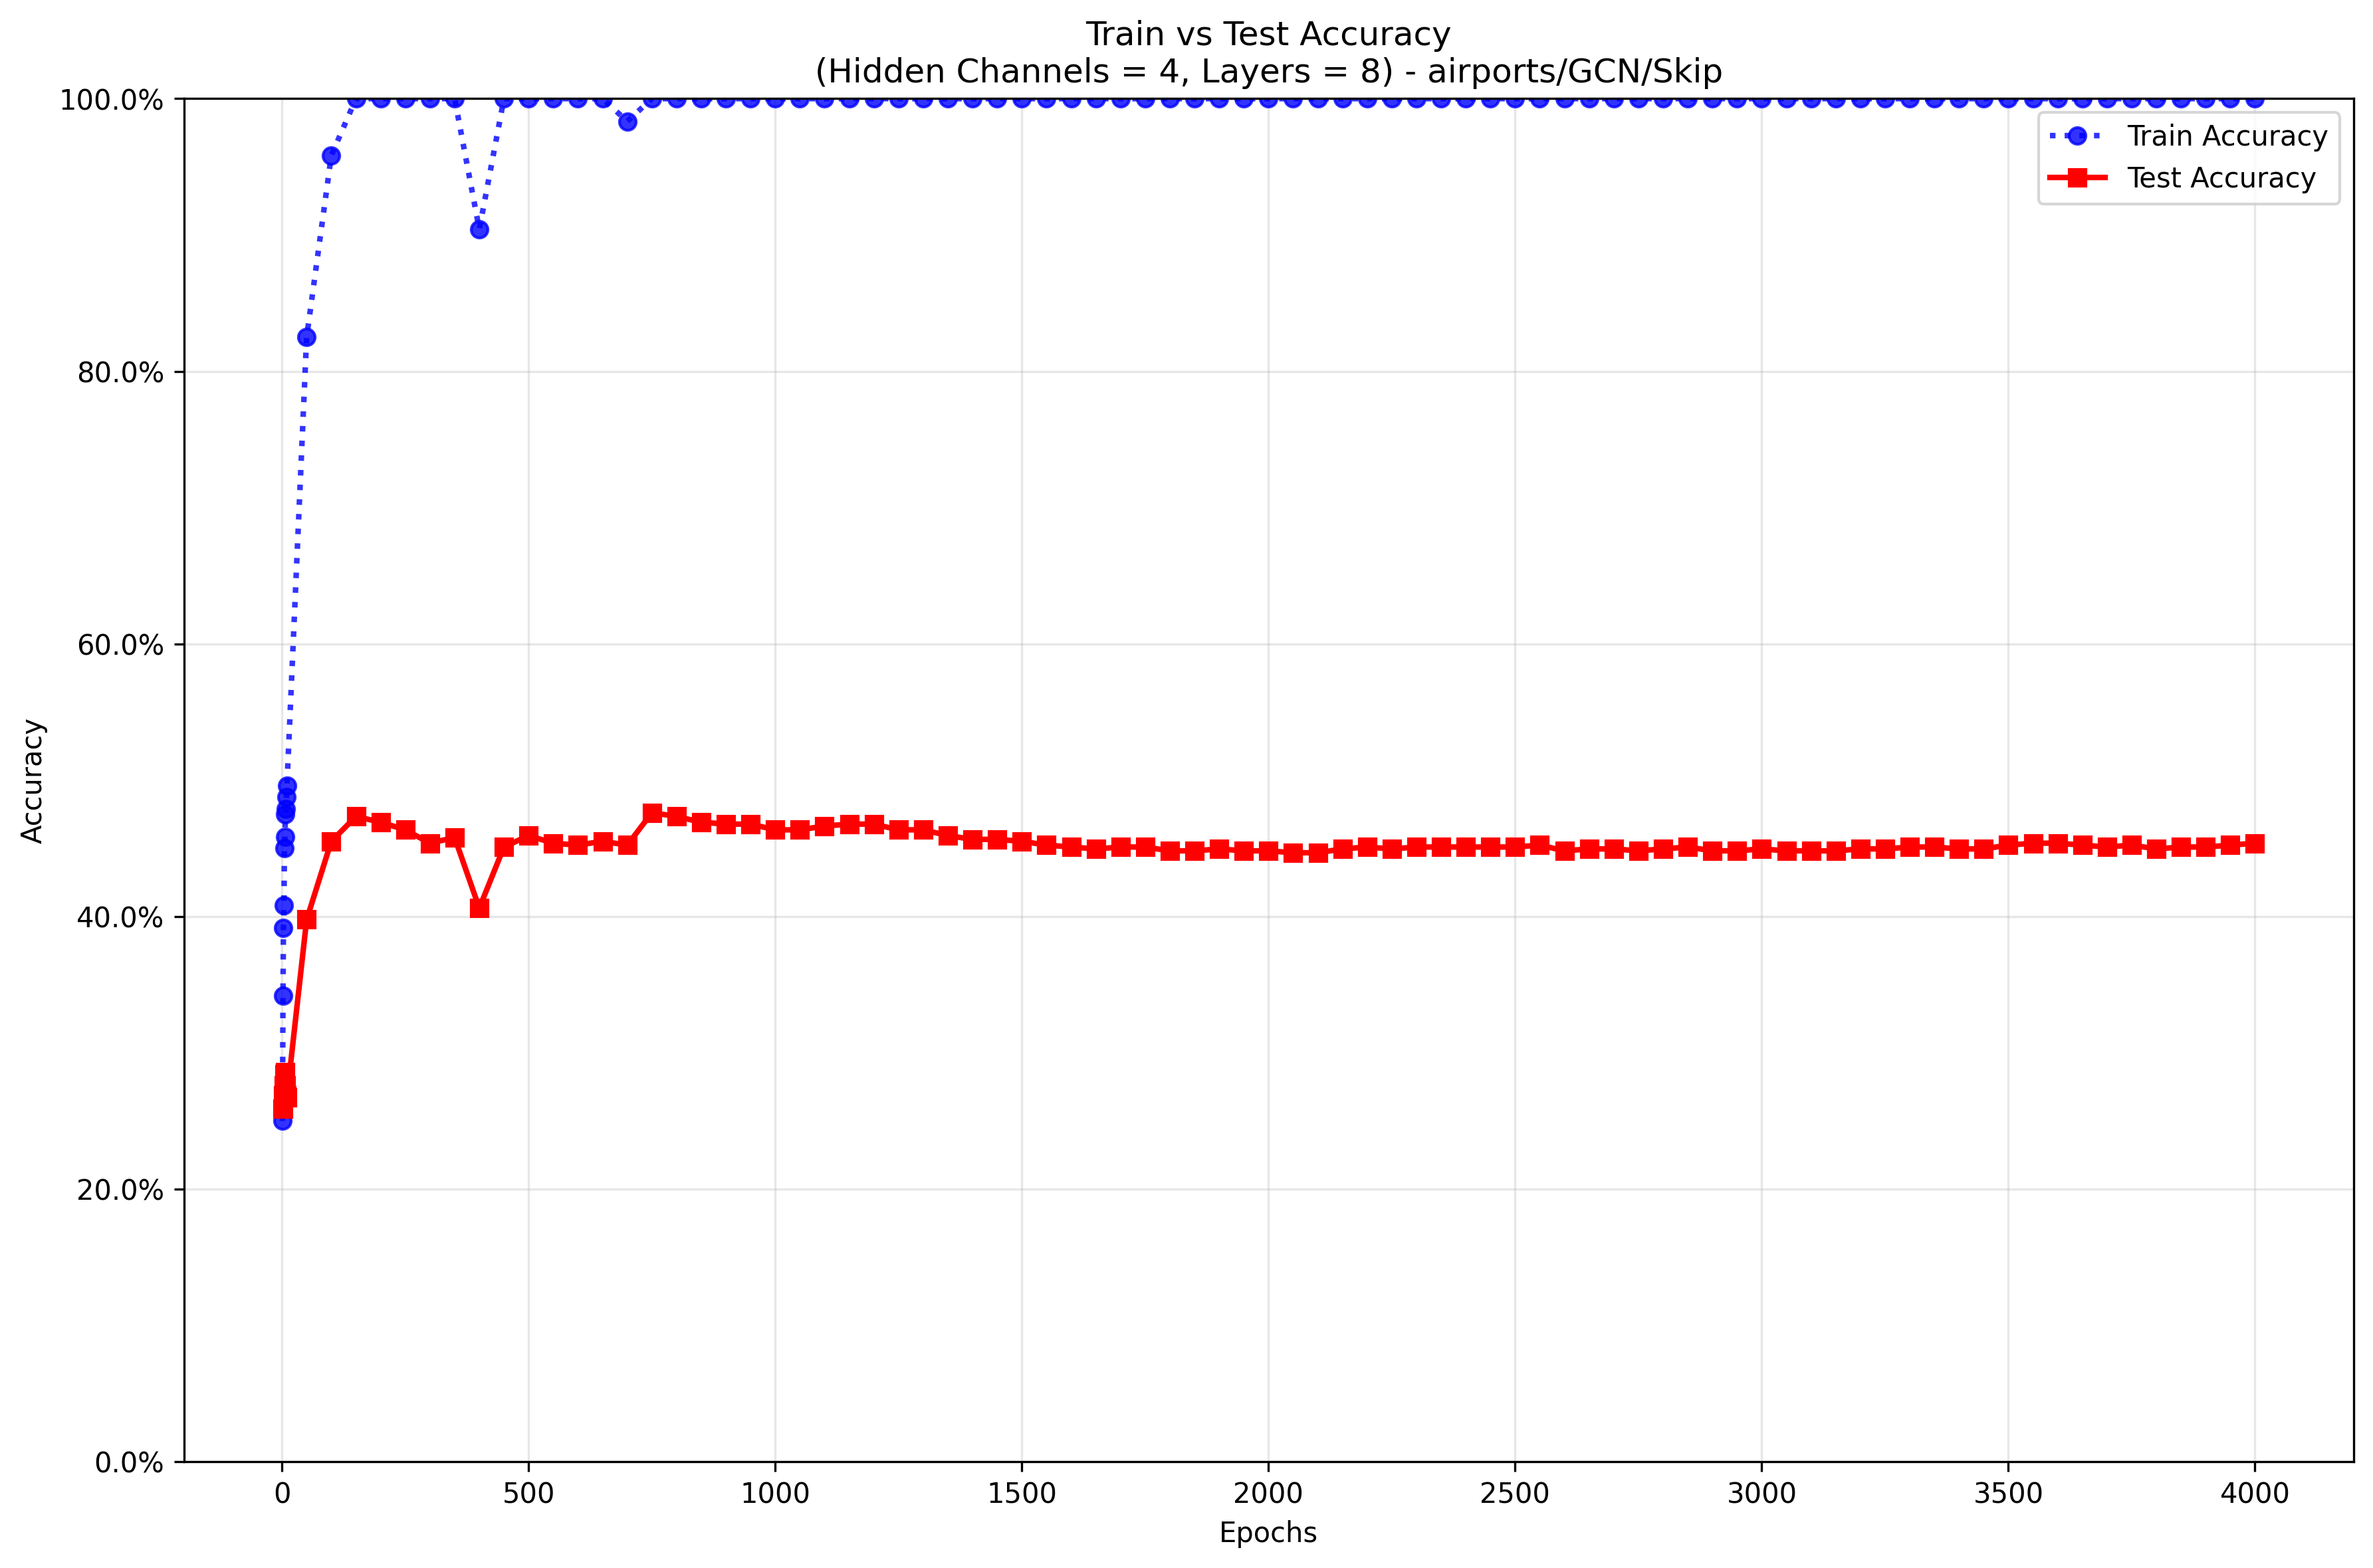 Train vs Test Accuracy
(Hidden Channels = 4, Layers = 8) - airports/GCN/Skip
100.0%
80.0%
60.0%
40.0%
20.0%
0.0%
Accuracy
Train Accuracy
Test Accuracy
0 500 1000 1500 2000 2500 3000 3500 4000
Epochs